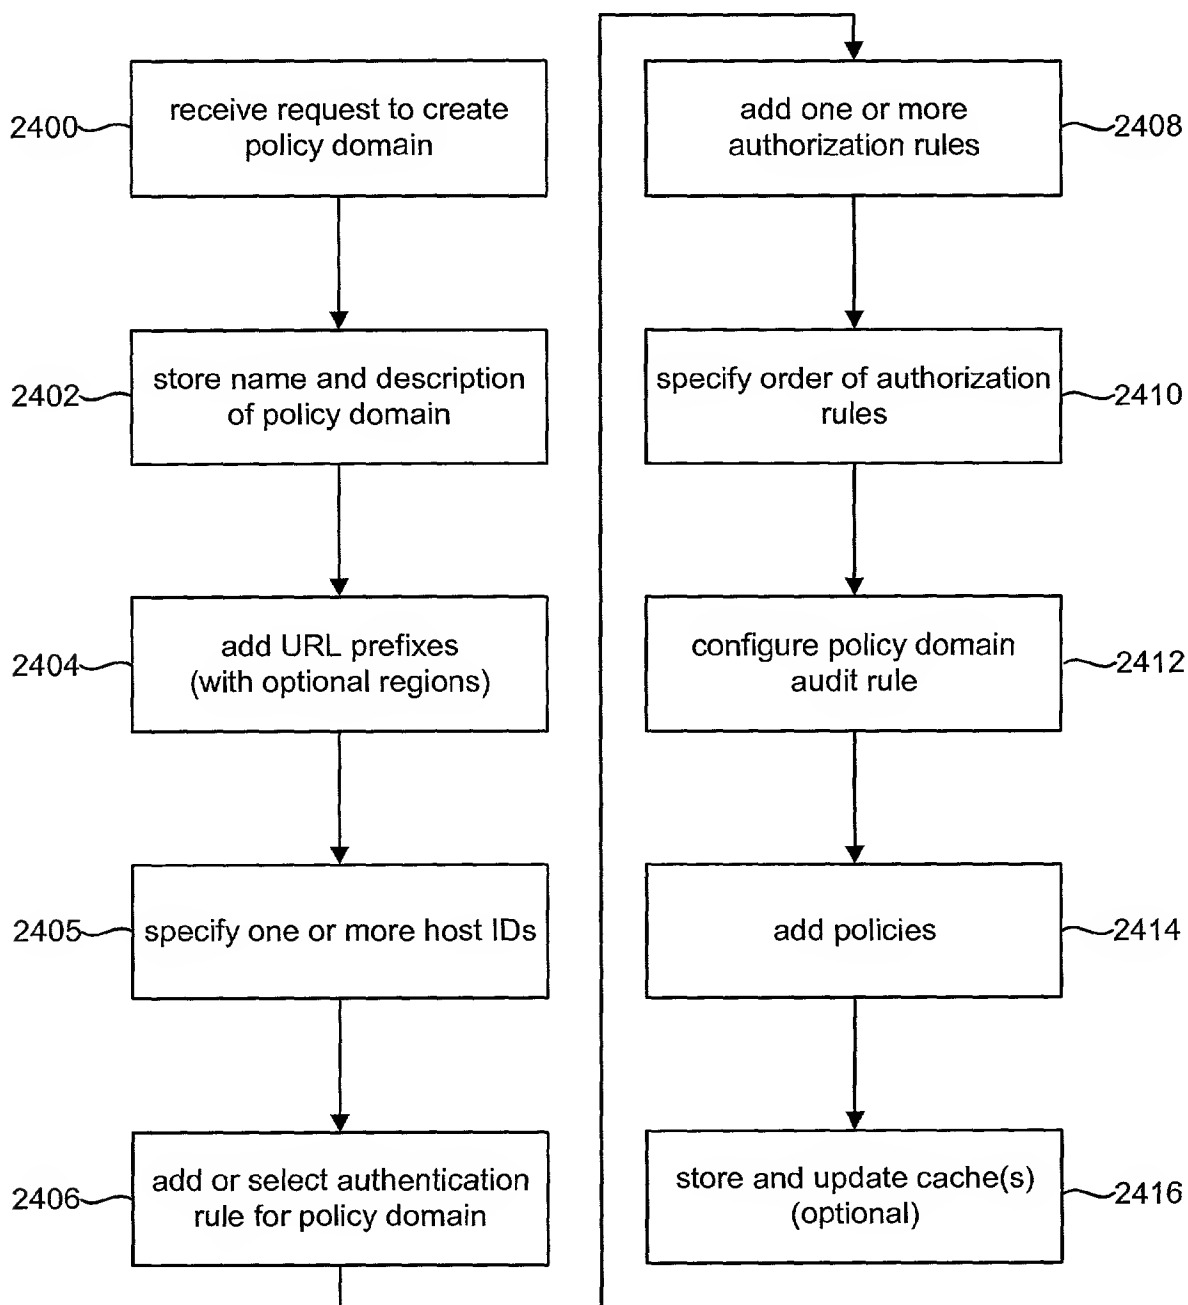 2400
receive request to create
policy domain
2402
store name and description
of policy domain
2404
add URL prefixes
(with optional regions)
2405
specify one or more host IDs
2406
add or select authentication
rule for policy domain
add one or more
authorization rules
2408
specify order of authorization
rules
2410
configure policy domain
audit rule
2412
add policies
2414
store and update cache(s)
(optional)
2416